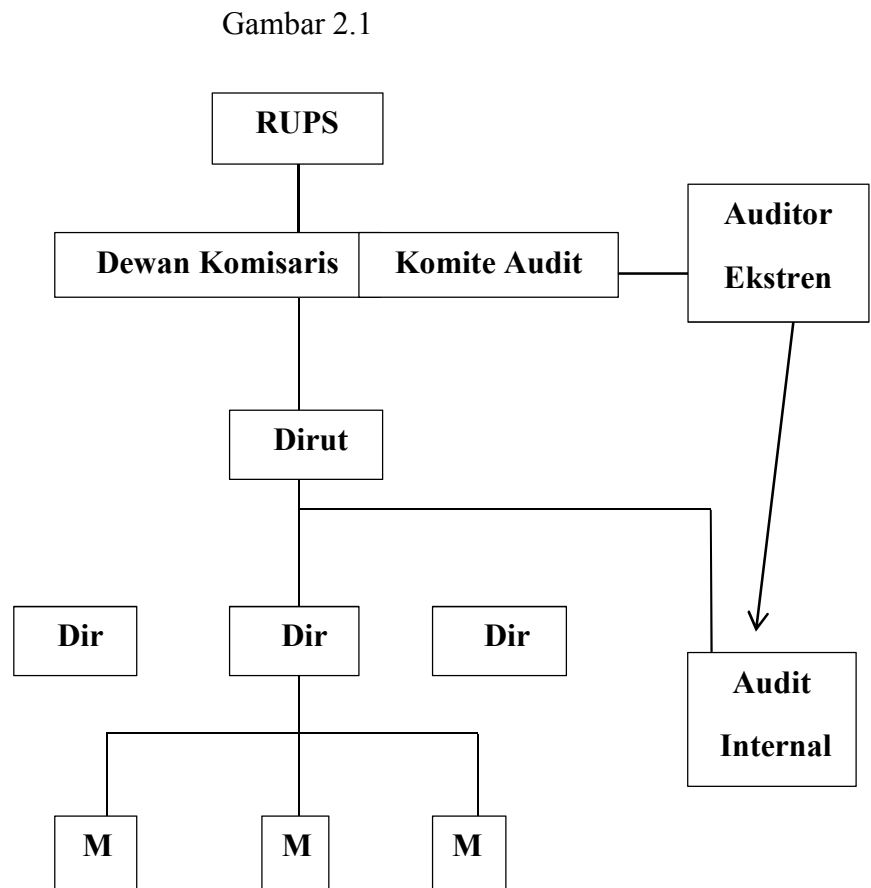 Gambar 2.1
RUPS
Dewan Komisaris
Komite Audit
Auditor
Ekstren
Dirut
Dir
Dir
Dir
Audit
Internal
M
M
M